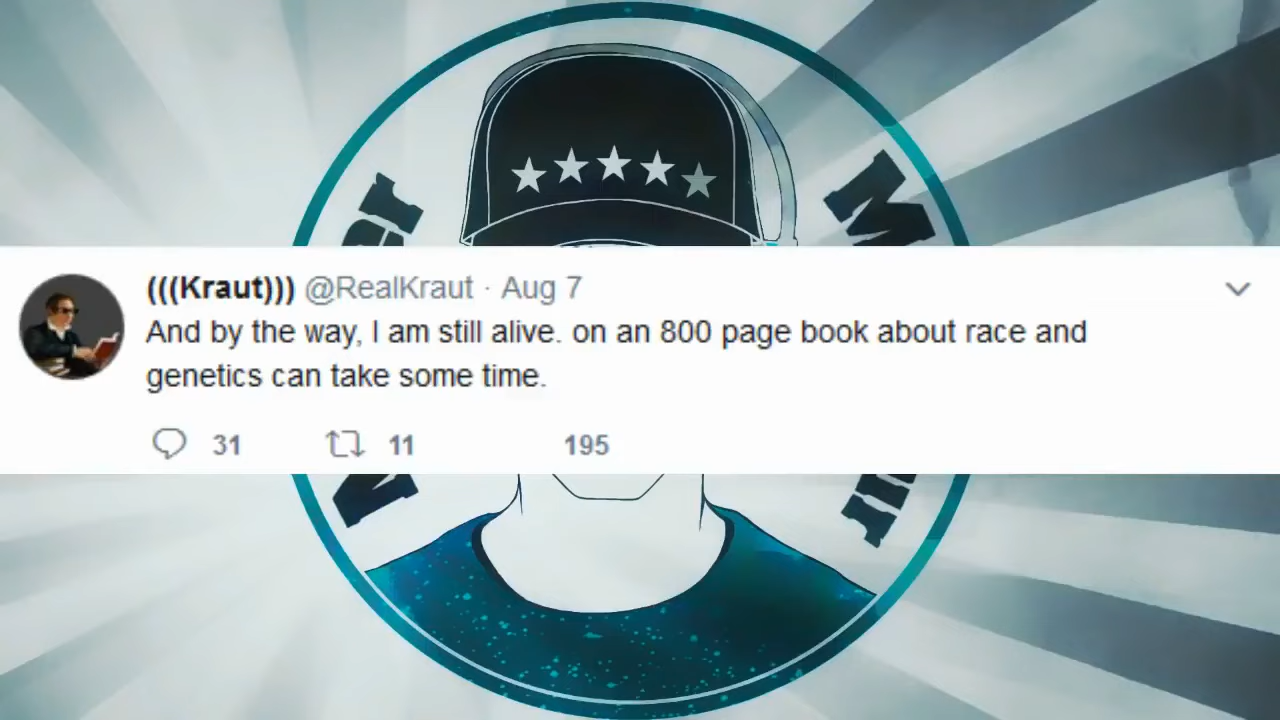 (((Kraut))) @RealKraut · Aug 7
And by the way, I am still alive. on an 800 page book about race and
genetics can take some time.
31 11 195